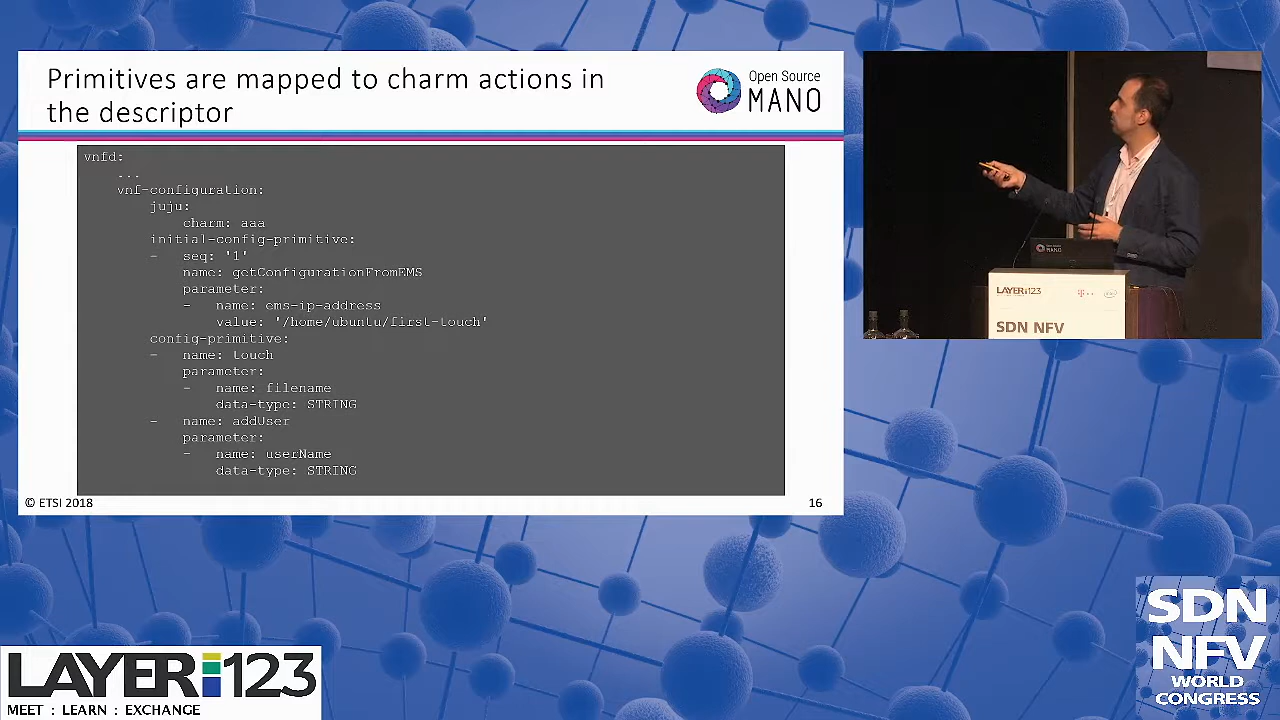 Primitives are mapped to charm actions in
the descriptor
Open Source
MANO
vnfd:
...
vnf-configuration:
juju:
charm: aaa
initial-config-primitive:
- seq: '1'
name: getConfigurationFromEMS
parameter:
- name: ems-ip-address
value: '/home/ubuntu/first-touch'
config-primitive:
- name: touch
parameter:
- name: filename
data-type: STRING
- name: addUser
parameter:
- name: userName
data-type: STRING
© ETSI 2018
16
Open Source
MANO
LAYER123
SDN NFV
LAYER123
MEET : LEARN : EXCHANGE
SDN
NFV
WORLD
CONGRESS